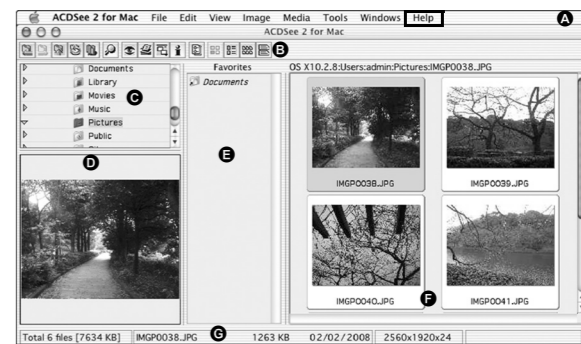 ACDSee 2 for Mac File Edit View Image Media Tools Windows Help A
ACDSee 2 for Mac
B
Favorites OS X10.2.8:Users:admin:Pictures:IMGP0038.JPG
Documents
Library
Movies
Music
Pictures
Public
C
Documents
D
E
IMGP0038.JPG IMGP0039.JPG
IMGP0040.JPG IMGP0041.JPG
F
G
Total 6 files [7634 KB] IMGP0038.JPG 1263 KB 02/02/2008 2560x1920x24